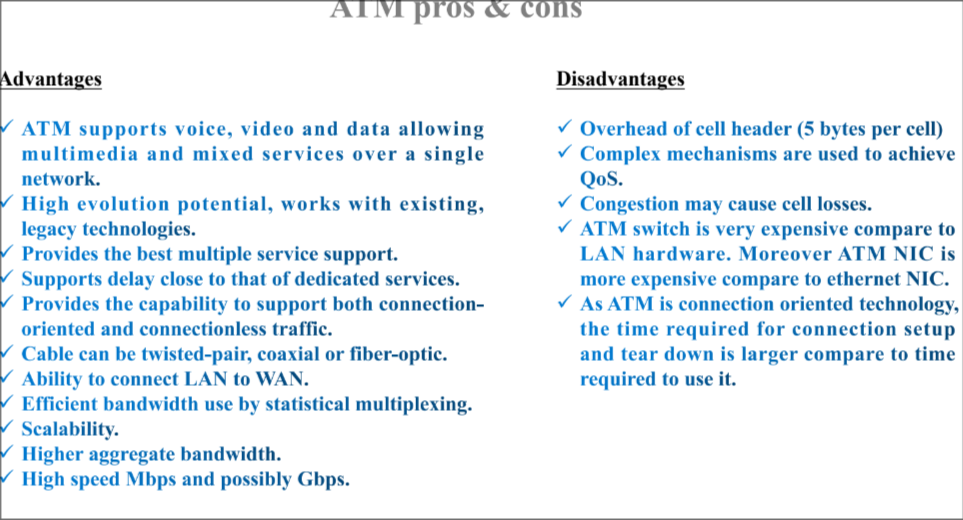 ATM pros & cons
Advantages
✓ ATM supports voice, video and data allowing
multimedia and mixed services over a single
network.
✓ High evolution potential, works with existing,
legacy technologies.
✓ Provides the best multiple service support.
✓ Supports delay close to that of dedicated services.
✓ Provides the capability to support both connection-
oriented and connectionless traffic.
✓ Cable can be twisted-pair, coaxial or fiber-optic.
✓ Ability to connect LAN to WAN.
✓ Efficient bandwidth use by statistical multiplexing.
✓ Scalability.
✓ Higher aggregate bandwidth.
✓ High speed Mbps and possibly Gbps.
Disadvantages
✓ Overhead of cell header (5 bytes per cell)
✓ Complex mechanisms are used to achieve
QoS.
✓ Congestion may cause cell losses.
✓ ATM switch is very expensive compare to
LAN hardware. Moreover ATM NIC is
more expensive compare to ethernet NIC.
✓ As ATM is connection oriented technology,
the time required for connection setup
and tear down is larger compare to time
required to use it.